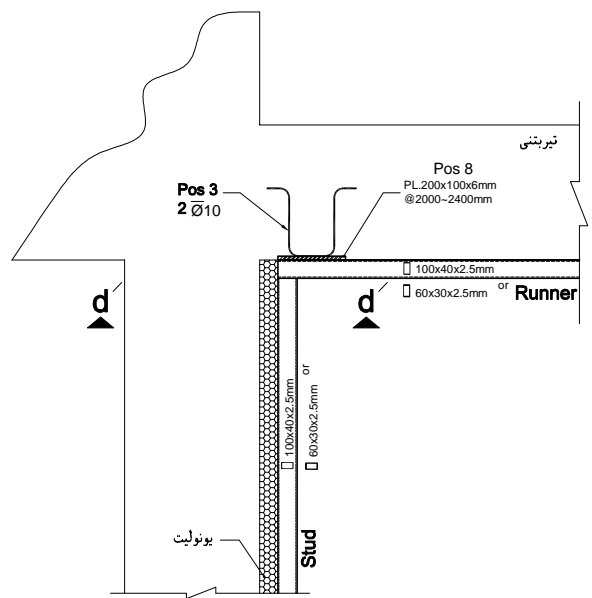 تیربتنی
Pos 8
PL.200x100x6mm
@2000~2400mm
Pos 3
2 Ø10
100x40x2.5mm
or
60x30x2.5mm
Runner
d
d
100x40x2.5mm
or
60x30x2.5mm
Stud
یونولیت